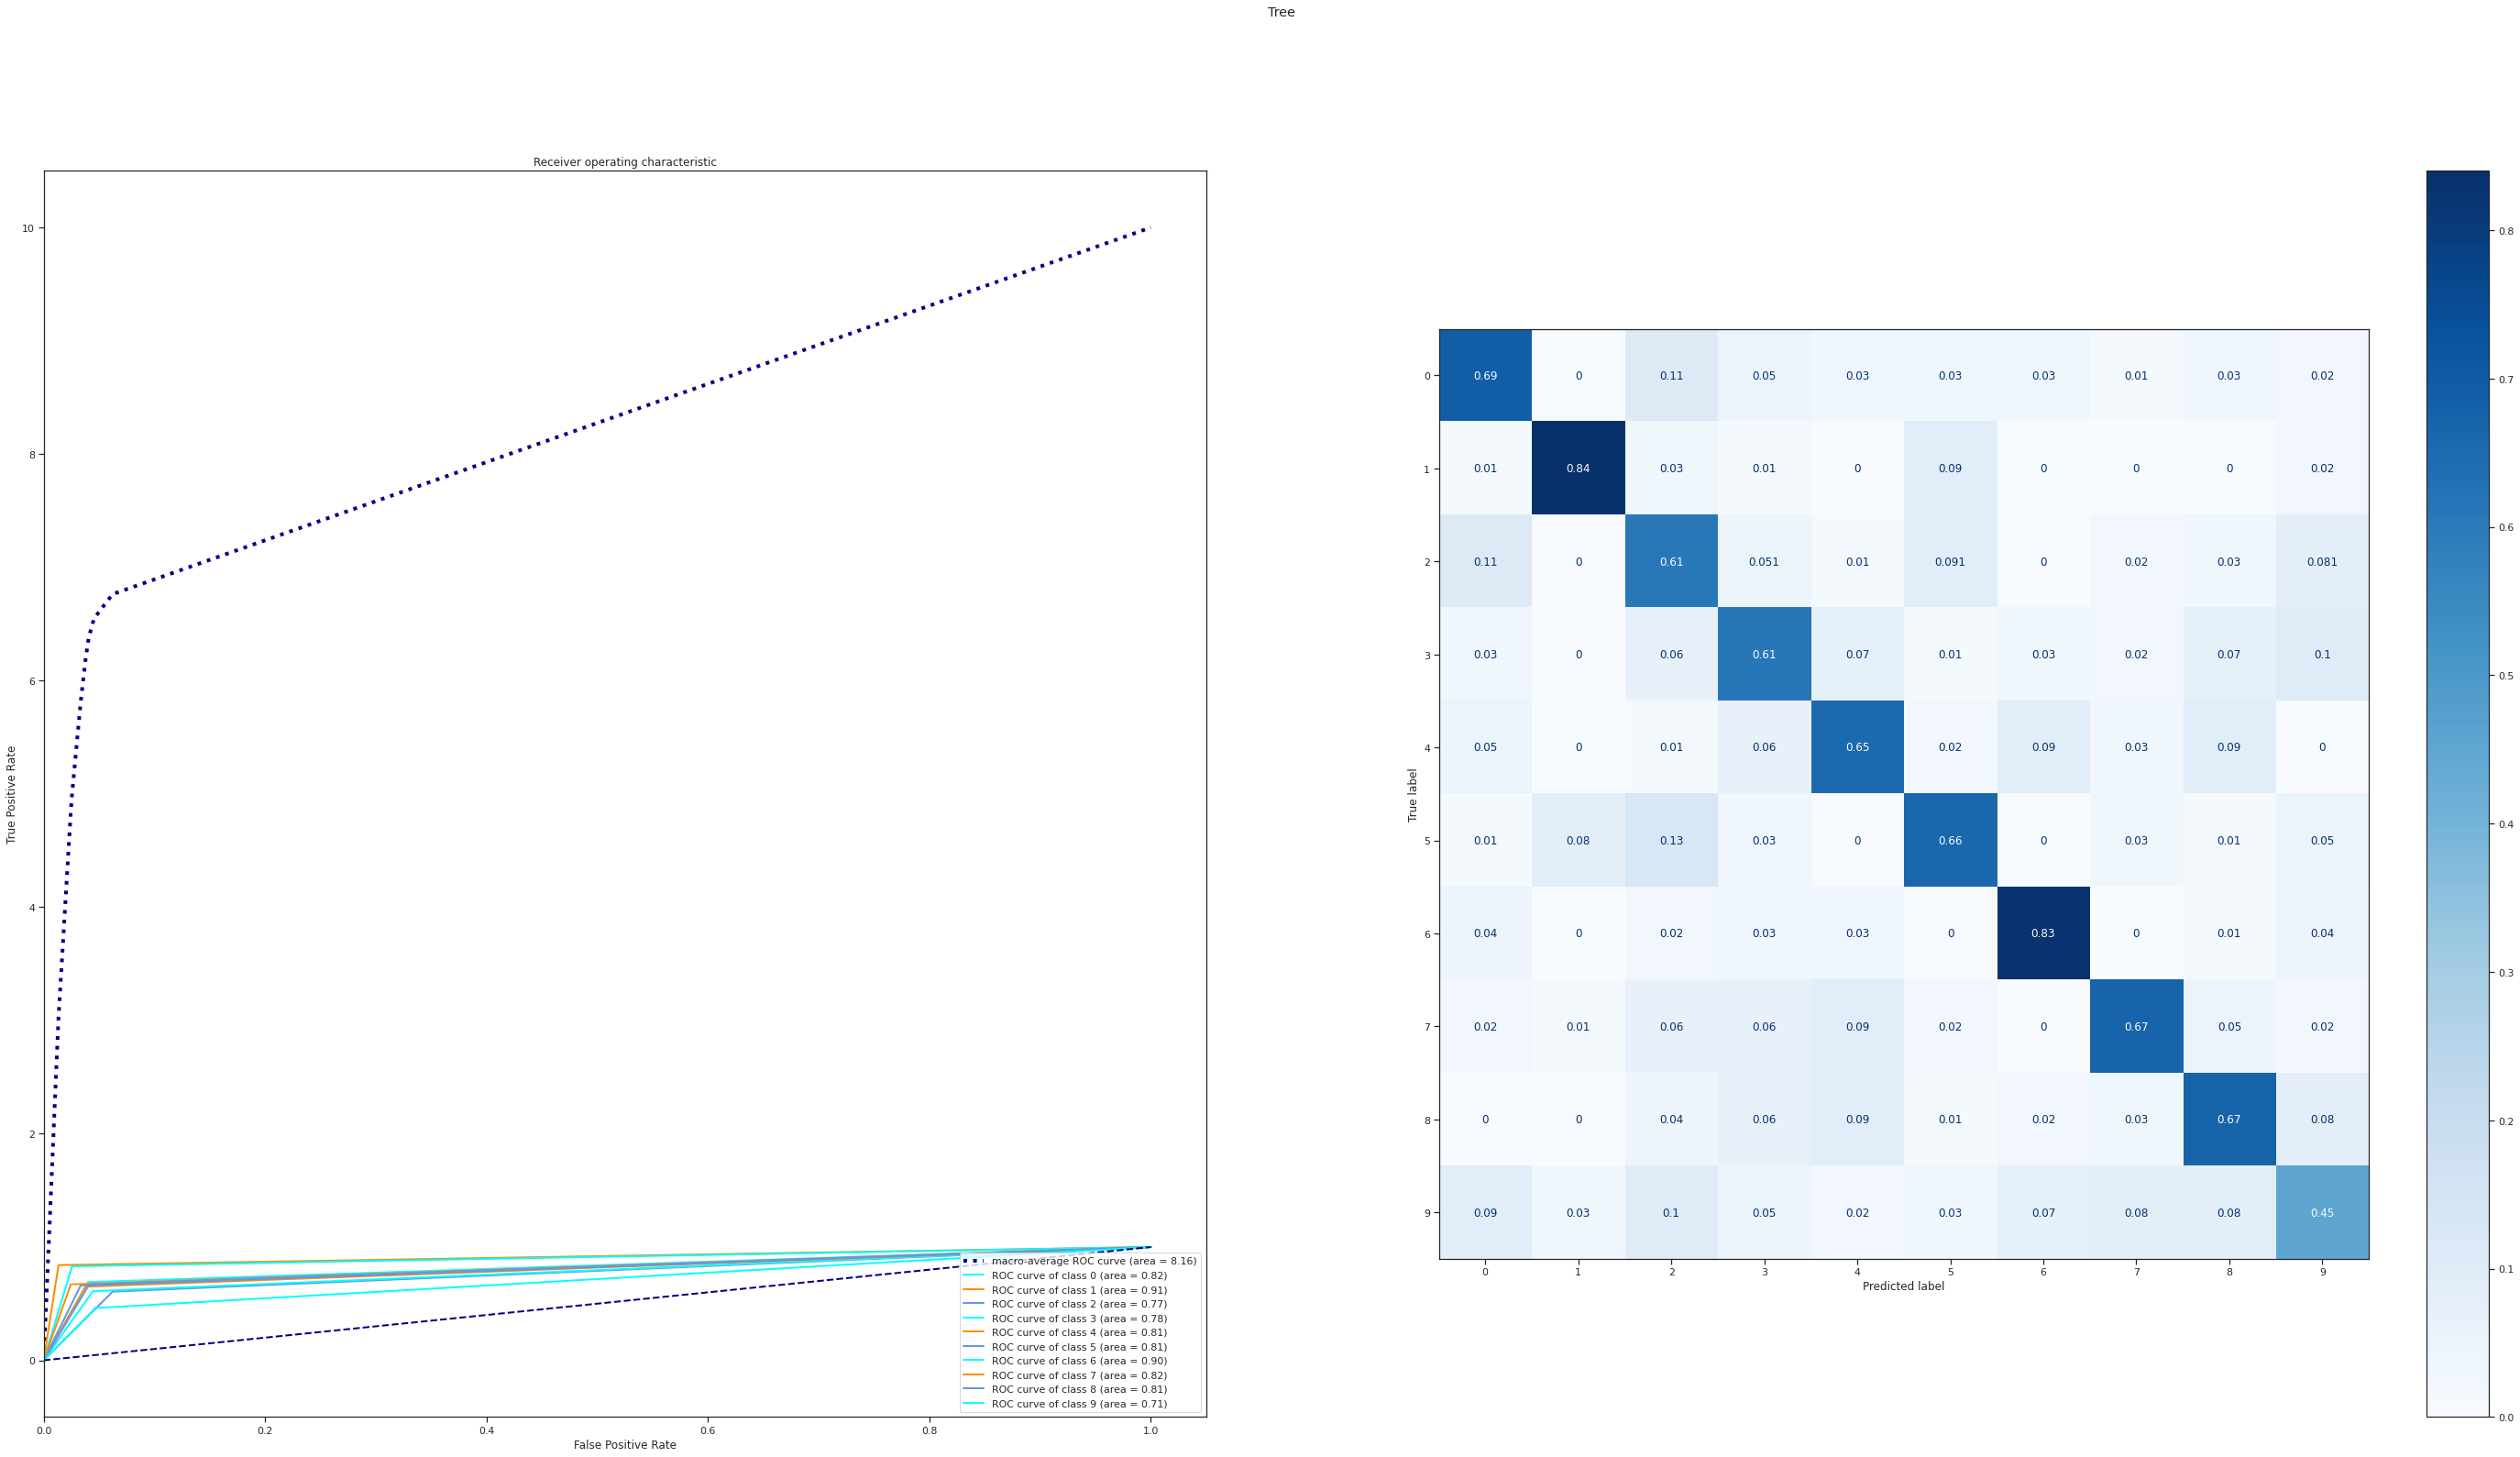 Tree
Receiver operating characteristic
10
8
6
4
2
0
True Positive Rate
0.0 0.2 0.4 0.6 0.8 1.0
False Positive Rate
macro-average ROC curve (area = 8.16)
ROC curve of class 0 (area = 0.82)
ROC curve of class 1 (area = 0.91)
ROC curve of class 2 (area = 0.77)
ROC curve of class 3 (area = 0.78)
ROC curve of class 4 (area = 0.81)
ROC curve of class 5 (area = 0.81)
ROC curve of class 6 (area = 0.90)
ROC curve of class 7 (area = 0.82)
ROC curve of class 8 (area = 0.81)
ROC curve of class 9 (area = 0.71)
True label
0 0.69 0 0.11 0.05 0.03 0.03 0.03 0.01 0.03 0.02
1 0.01 0.84 0.03 0.01 0 0.09 0 0 0 0.02
2 0.11 0 0.61 0.051 0.01 0.091 0 0.02 0.03 0.081
3 0.03 0 0.06 0.61 0.07 0.01 0.03 0.02 0.07 0.1
4 0.05 0 0.01 0.06 0.65 0.02 0.09 0.03 0.09 0
5 0.01 0.08 0.13 0.03 0 0.66 0 0.03 0.01 0.05
6 0.04 0 0.02 0.03 0.03 0 0.83 0 0.01 0.04
7 0.02 0.01 0.06 0.06 0.09 0.02 0 0.67 0.05 0.02
8 0 0 0.04 0.06 0.09 0.01 0.02 0.03 0.67 0.08
9 0.09 0.03 0.1 0.05 0.02 0.03 0.07 0.08 0.08 0.45
0 1 2 3 4 5 6 7 8 9
Predicted label
0.8
0.7
0.6
0.5
0.4
0.3
0.2
0.1
0.0